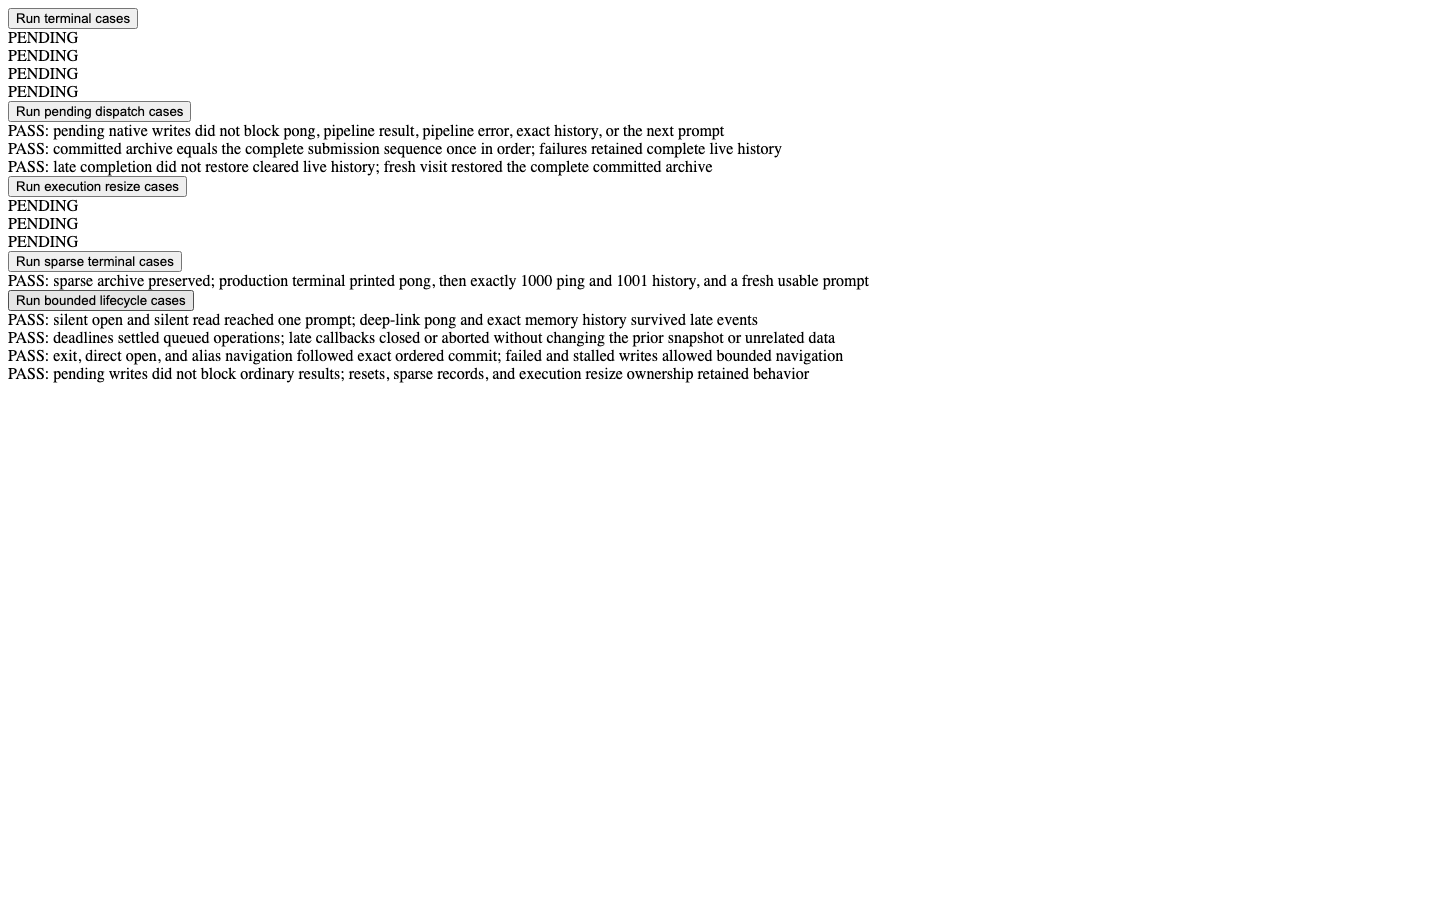 Run terminal cases
PENDING
PENDING
PENDING
PENDING
Run pending dispatch cases
PASS: pending native writes did not block pong, pipeline result, pipeline error, exact history, or the next prompt
PASS: committed archive equals the complete submission sequence once in order; failures retained complete live history
PASS: late completion did not restore cleared live history; fresh visit restored the complete committed archive
Run execution resize cases
PENDING
PENDING
PENDING
Run sparse terminal cases
PASS: sparse archive preserved; production terminal printed pong, then exactly 1000 ping and 1001 history, and a fresh usable prompt
Run bounded lifecycle cases
PASS: silent open and silent read reached one prompt; deep-link pong and exact memory history survived late events
PASS: deadlines settled queued operations; late callbacks closed or aborted without changing the prior snapshot or unrelated data
PASS: exit, direct open, and alias navigation followed exact ordered commit; failed and stalled writes allowed bounded navigation
PASS: pending writes did not block ordinary results; resets, sparse records, and execution resize ownership retained behavior